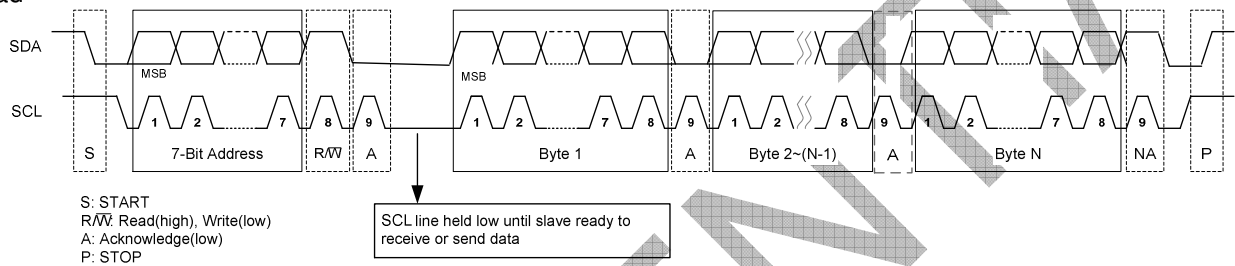 SDA
MSB
MSB
SCL
1 2 7 8 9 1 2 7 8 9 1 2 8 9 1 2 7 8 9
S 7-Bit Address R/W A Byte 1 A Byte 2~(N-1) A Byte N NA P
S: START
R/W: Read(high), Write(low)
A: Acknowledge(low)
P: STOP
SCL line held low until slave ready to
receive or send data